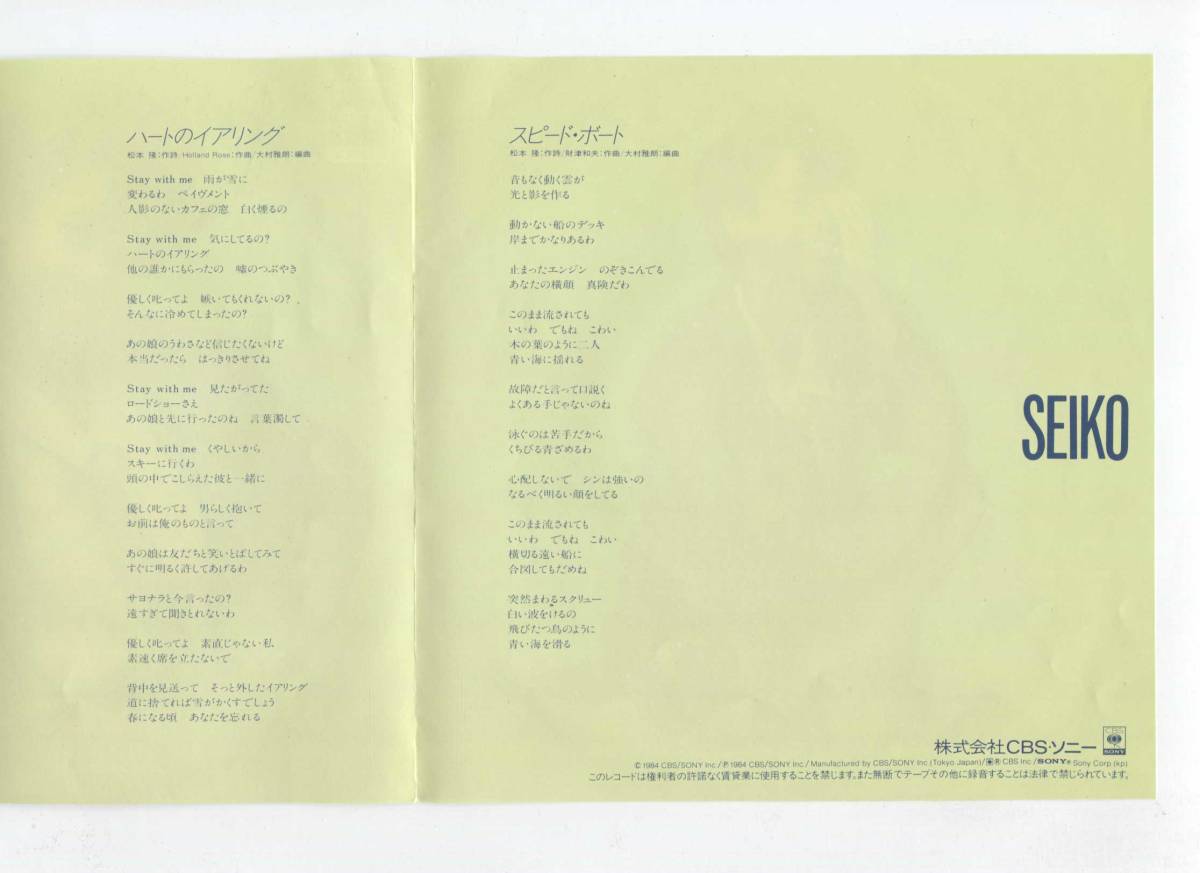 ハートのイアリング
松本 隆:作詩/Holland Rose:作曲/大村雅朗:編曲
Stay with me 雨が雪に
変わるわ ペイヴメント
人影のないカフェの窓 白く煙るの
Stay with me 気にしてるの?
ハートのイアリング
他の誰かにもらったの 嘘のつぶやき
優しく叱ってよ 嫉いてもくれないの?
そんなに冷めてしまったの?
あの娘のうわさなど信じたくないけど
本当だったら はっきりさせてね
Stay with me 見たがってた
ロードショーさえ
あの娘と先に行ったのね 言葉濁して
Stay with me くやしいから
スキーに行くわ
頭の中でこしらえた彼と一緒に
優しく叱ってよ 男らしく抱いて
お前は俺のものと言って
あの娘は友だちと笑いとばしてみて
すぐに明るく許してあげるわ
サヨナラと今言ったの?
遠すぎて聞きとれないわ
優しく叱ってよ 素直じゃない私
素速く席を立たないで
背中を見送って そっと外したイアリング
道に捨てれば雪がかくすでしょう
春になる頃 あなたを忘れる
スピード・ボート
松本 隆:作詩/財津和夫:作曲/大村雅朗:編曲
音もなく動く雲が
光と影を作る
動かない船のデッキ
岸までかなりあるわ
止まったエンジン のぞきこんでる
あなたの横顔 真険だわ
このまま流されても
いいわ でもね こわい
木の葉のように二人
青い海に揺れる
故障だと言って口説く
よくある手じゃないのね
泳ぐのは苦手だから
くちびる青ざめるわ
心配しないで シンは強いの
なるべく明るい顔をしてる
このまま流されても
いいわ でもね こわい
横切る遠い船に
合図してもだめね
突然まわるスクリュー
白い波をけるの
飛びたつ鳥のように
青い海を滑る
SEIKO
株式会社CBS・ソニー
CBS SONY
© 1984 CBS/SONY Inc./℗ 1984 CBS/SONY Inc./Manufactured by CBS/SONY Inc (Tokyo Japan)/® CBS Inc/SONY® Sony Corp (kp)
このレコードは権利者の許諾なく賃貸業に使用することを禁じます。また無断でテープその他に録音することは法律で禁じられています。